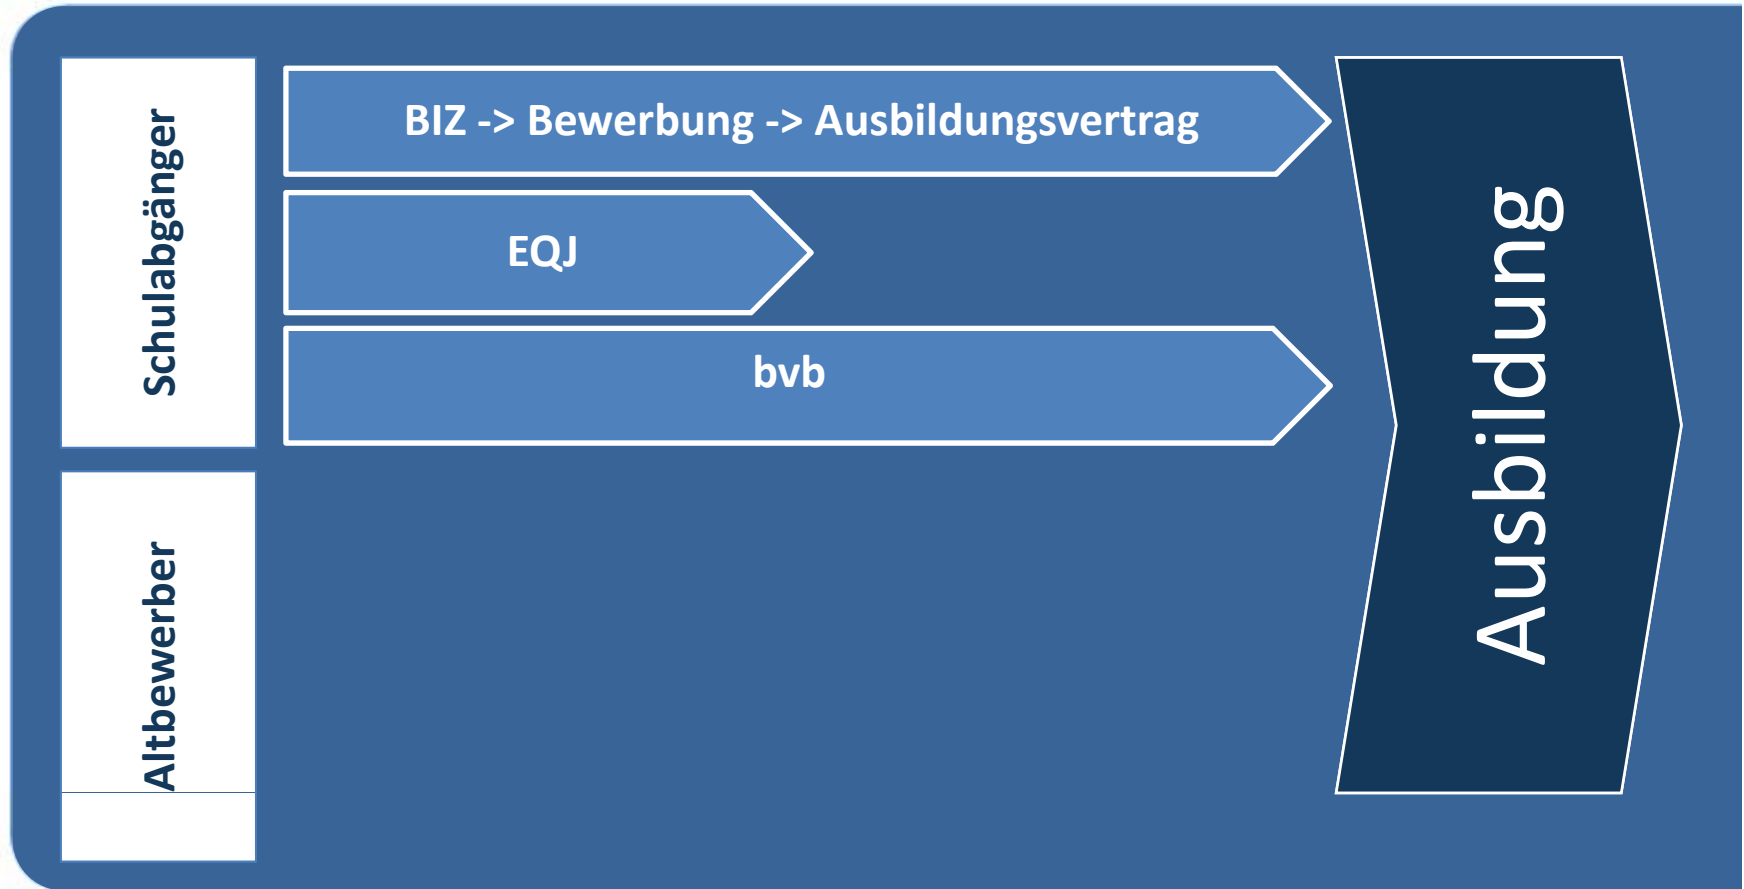 Schulabgänger
BIZ -> Bewerbung -> Ausbildungsvertrag
EQJ
bvb
Altbewerber
Ausbildung